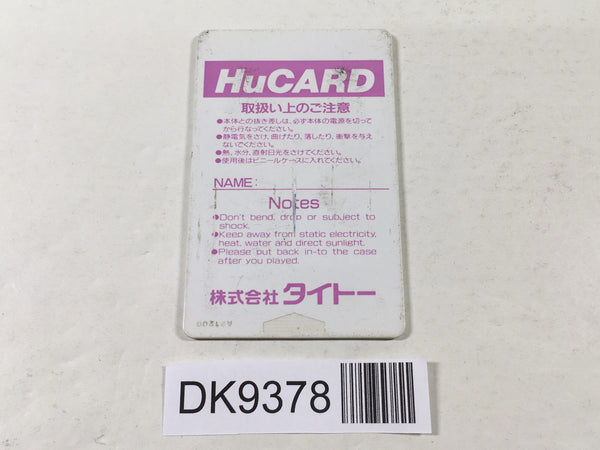 HuCARD
取扱い上のご注意
●本体との抜き差しは、必ず本体の電源を切って
から行なってください。
●静電気をさけ、曲げたり、落したり、衝撃を与え
ないでください。
●熱、水分、直射日光をさけてください。
●使用後はビニールケースに入れてください。
NAME:
Notes
●Don't bend, drop or subject to
shock.
●Keep away from static electricity,
heat, water and direct sunlight.
●Please put back in-to the case
after you played.
株式会社 タイトー
DK9378